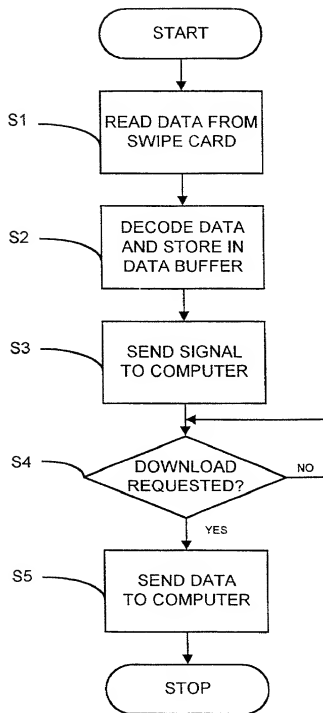 START
S1
READ DATA FROM
SWIPE CARD
S2
DECODE DATA
AND STORE IN
DATA BUFFER
S3
SEND SIGNAL
TO COMPUTER
S4
DOWNLOAD
REQUESTED?
NO
YES
S5
SEND DATA
TO COMPUTER
STOP